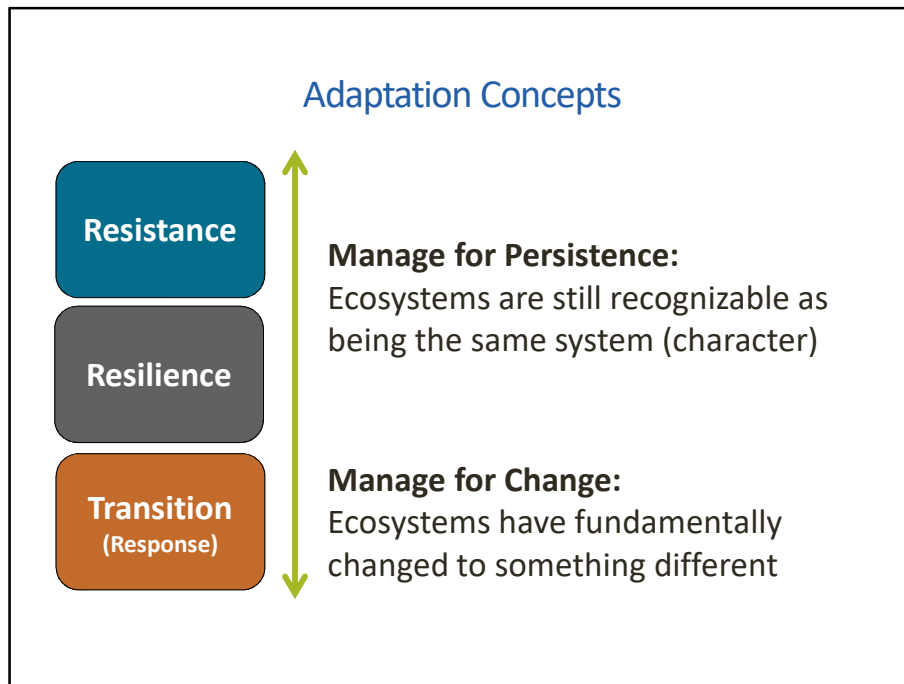 Adaptation Concepts
Resistance
Resilience
Transition
(Response)
Manage for Persistence:
Ecosystems are still recognizable as
being the same system (character)
Manage for Change:
Ecosystems have fundamentally
changed to something different